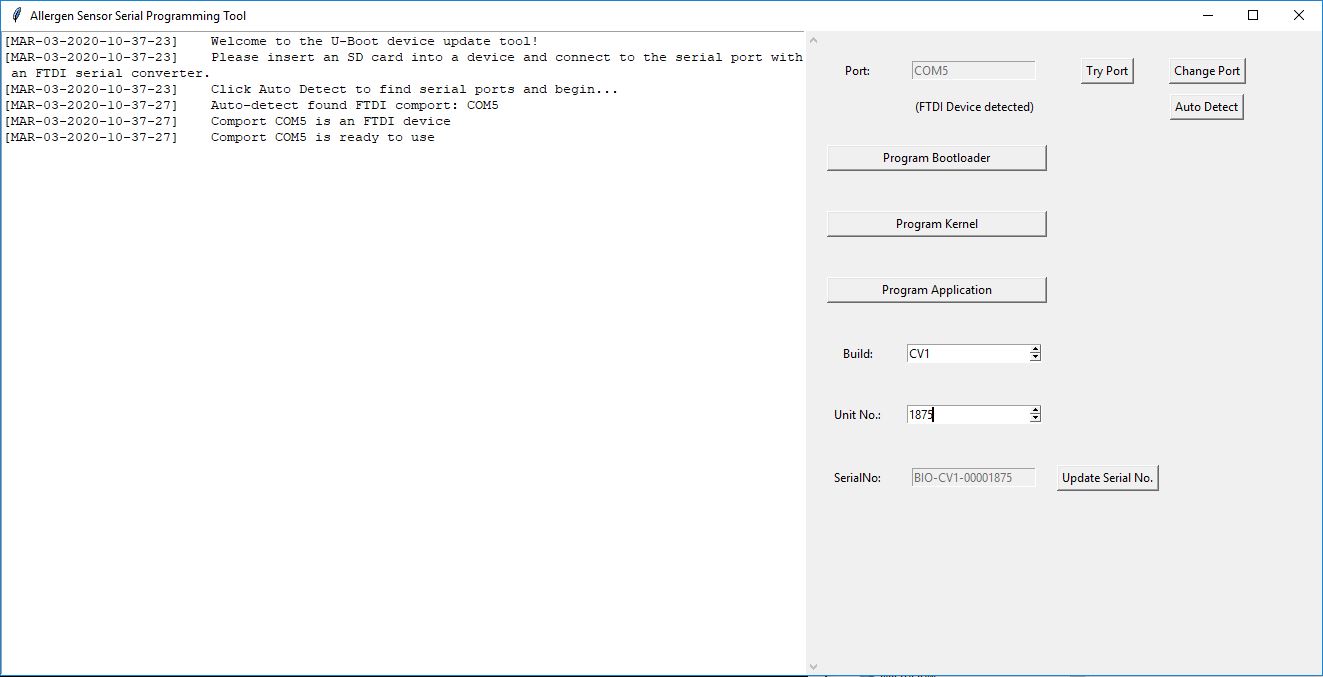 Allergen Sensor Serial Programming Tool
[MAR-03-2020-10-37-23]    Welcome to the U-Boot device update tool!
[MAR-03-2020-10-37-23]    Please insert an SD card into a device and connect to the serial port with
an FTDI serial converter.
[MAR-03-2020-10-37-23]    Click Auto Detect to find serial ports and begin...
[MAR-03-2020-10-37-27]    Auto-detect found FTDI comport: COM5
[MAR-03-2020-10-37-27]    Comport COM5 is an FTDI device
[MAR-03-2020-10-37-27]    Comport COM5 is ready to use
Port: COM5 Try Port Change Port
(FTDI Device detected) Auto Detect
Program Bootloader
Program Kernel
Program Application
Build: CV1
Unit No.: 1875
SerialNo: BIO-CV1-00001875 Update Serial No.